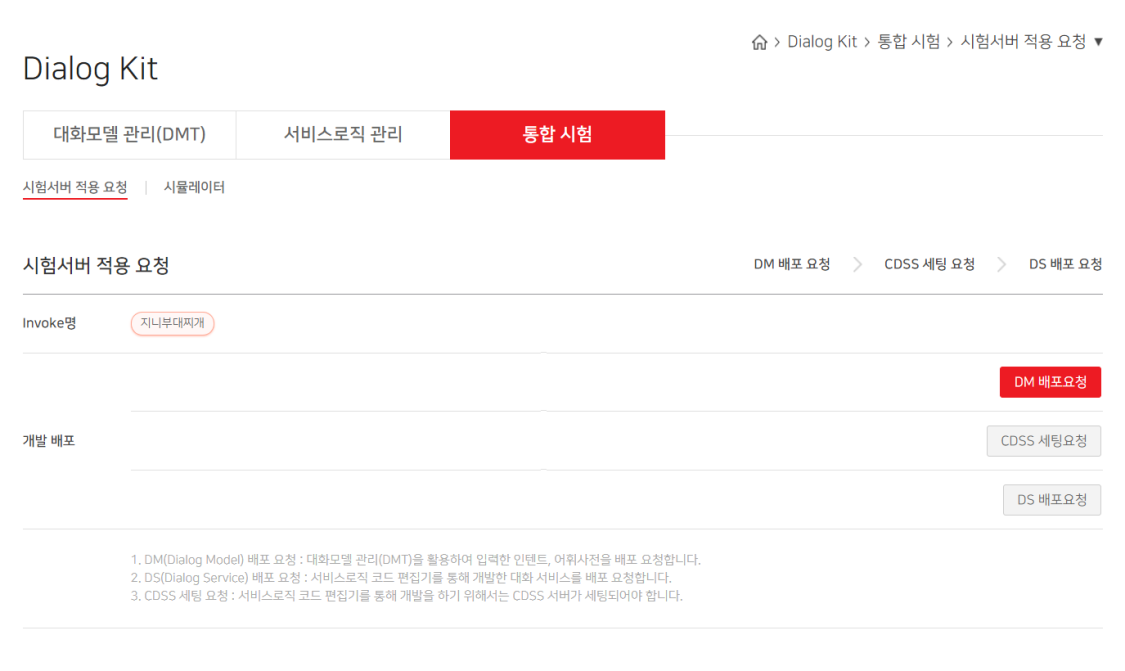 > Dialog Kit > 통합 시험 > 시험서버 적용 요청 ▼
Dialog Kit
대화모델 관리(DMT) 서비스로직 관리 통합 시험
시험서버 적용 요청 | 시뮬레이터
시험서버 적용 요청 DM 배포 요청 > CDSS 세팅 요청 > DS 배포 요청
Invoke명 지니부대찌개
DM 배포요청
개발 배포 CDSS 세팅요청
DS 배포요청
1. DM(Dialog Model) 배포 요청 : 대화모델 관리(DMT)을 활용하여 입력한 인텐트, 어휘사전을 배포 요청합니다.
2. DS(Dialog Service) 배포 요청 : 서비스로직 코드 편집기를 통해 개발한 대화 서비스를 배포 요청합니다.
3. CDSS 세팅 요청 : 서비스로직 코드 편집기를 통해 개발을 하기 위해서는 CDSS 서버가 세팅되어야 합니다.